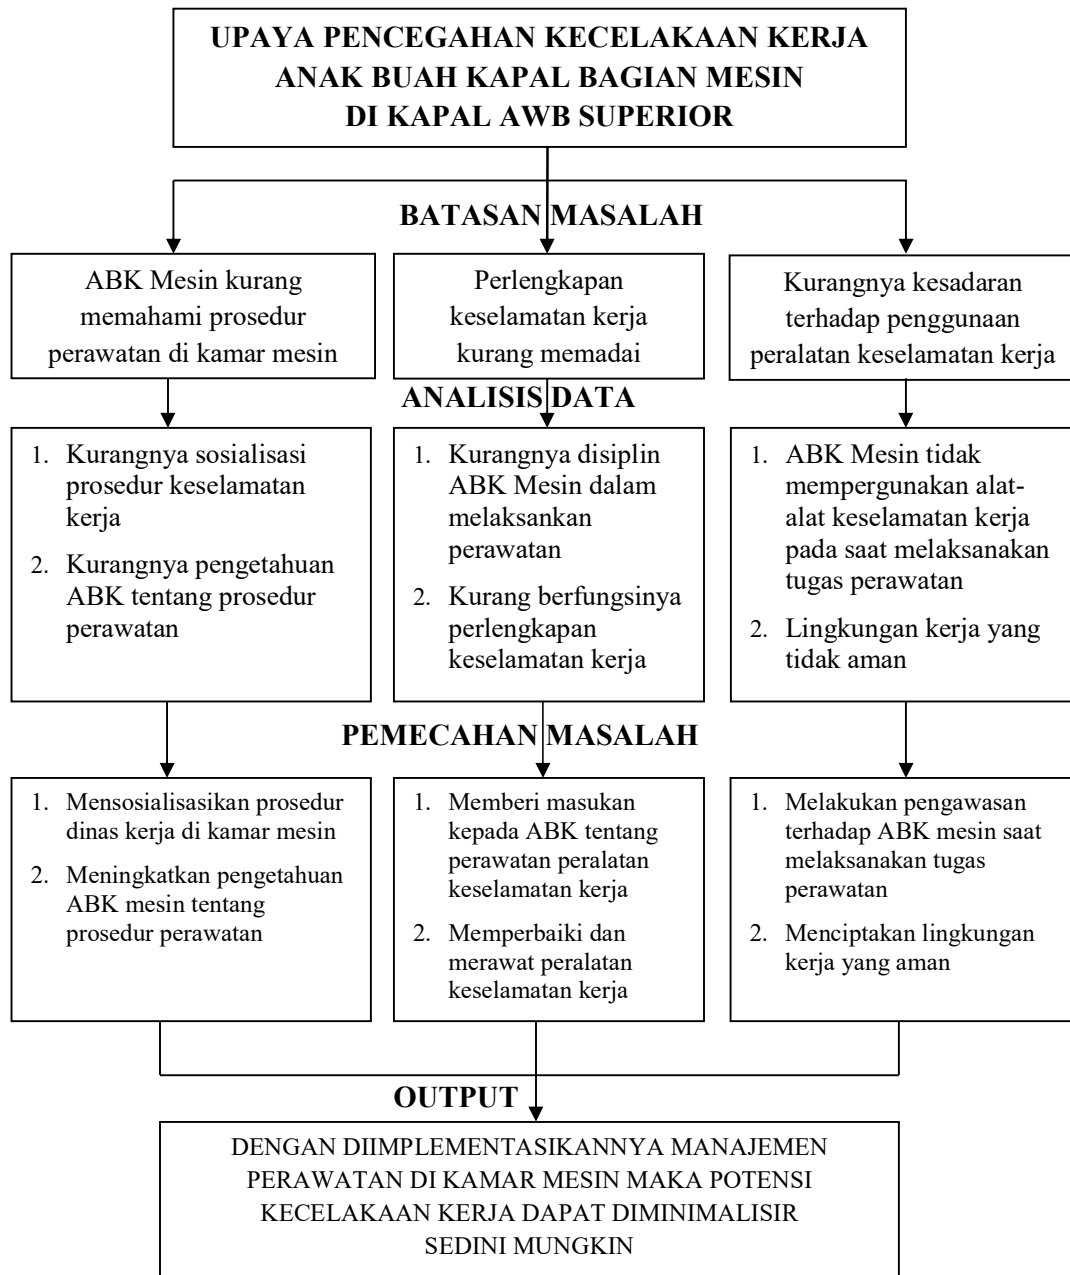 UPAYA PENCEGAHAN KECELAKAAN KERJA
ANAK BUAH KAPAL BAGIAN MESIN
DI KAPAL AWB SUPERIOR
BATASAN MASALAH
ABK Mesin kurang
memahami prosedur
perawatan di kamar mesin
Perlengkapan
keselamatan kerja
kurang memadai
Kurangnya kesadaran
terhadap penggunaan
peralatan keselamatan kerja
ANALISIS DATA
1. Kurangnya sosialisasi
prosedur keselamatan
kerja
2. Kurangnya pengetahuan
ABK tentang prosedur
perawatan
1. Kurangnya disiplin
ABK Mesin dalam
melaksankan
perawatan
2. Kurang berfungsinya
perlengkapan
keselamatan kerja
1. ABK Mesin tidak
mempergunakan alat-
alat keselamatan kerja
pada saat melaksanakan
tugas perawatan
2. Lingkungan kerja yang
tidak aman
PEMECAHAN MASALAH
1. Mensosialisasikan prosedur
dinas kerja di kamar mesin
2. Meningkatkan pengetahuan
ABK mesin tentang
prosedur perawatan
1. Memberi masukan
kepada ABK tentang
perawatan peralatan
keselamatan kerja
2. Memperbaiki dan
merawat peralatan
keselamatan kerja
1. Melakukan pengawasan
terhadap ABK mesin saat
melaksanakan tugas
perawatan
2. Menciptakan lingkungan
kerja yang aman
OUTPUT
DENGAN DIIMPLEMENTASIKANNYA MANAJEMEN
PERAWATAN DI KAMAR MESIN MAKA POTENSI
KECELAKAAN KERJA DAPAT DIMINIMALISIR
SEDINI MUNGKIN